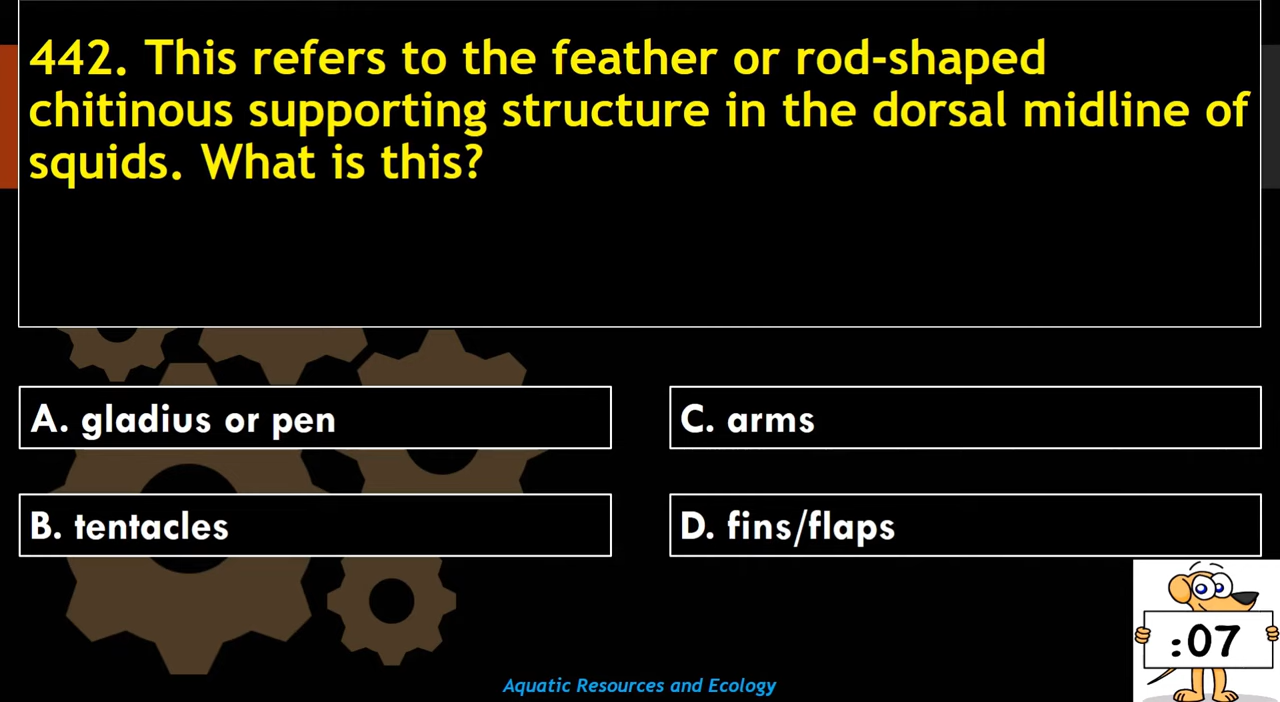 442. This refers to the feather or rod-shaped
chitinous supporting structure in the dorsal midline of
squids. What is this?
A. gladius or pen
C. arms
B. tentacles
D. fins/flaps
:07
Aquatic Resources and Ecology